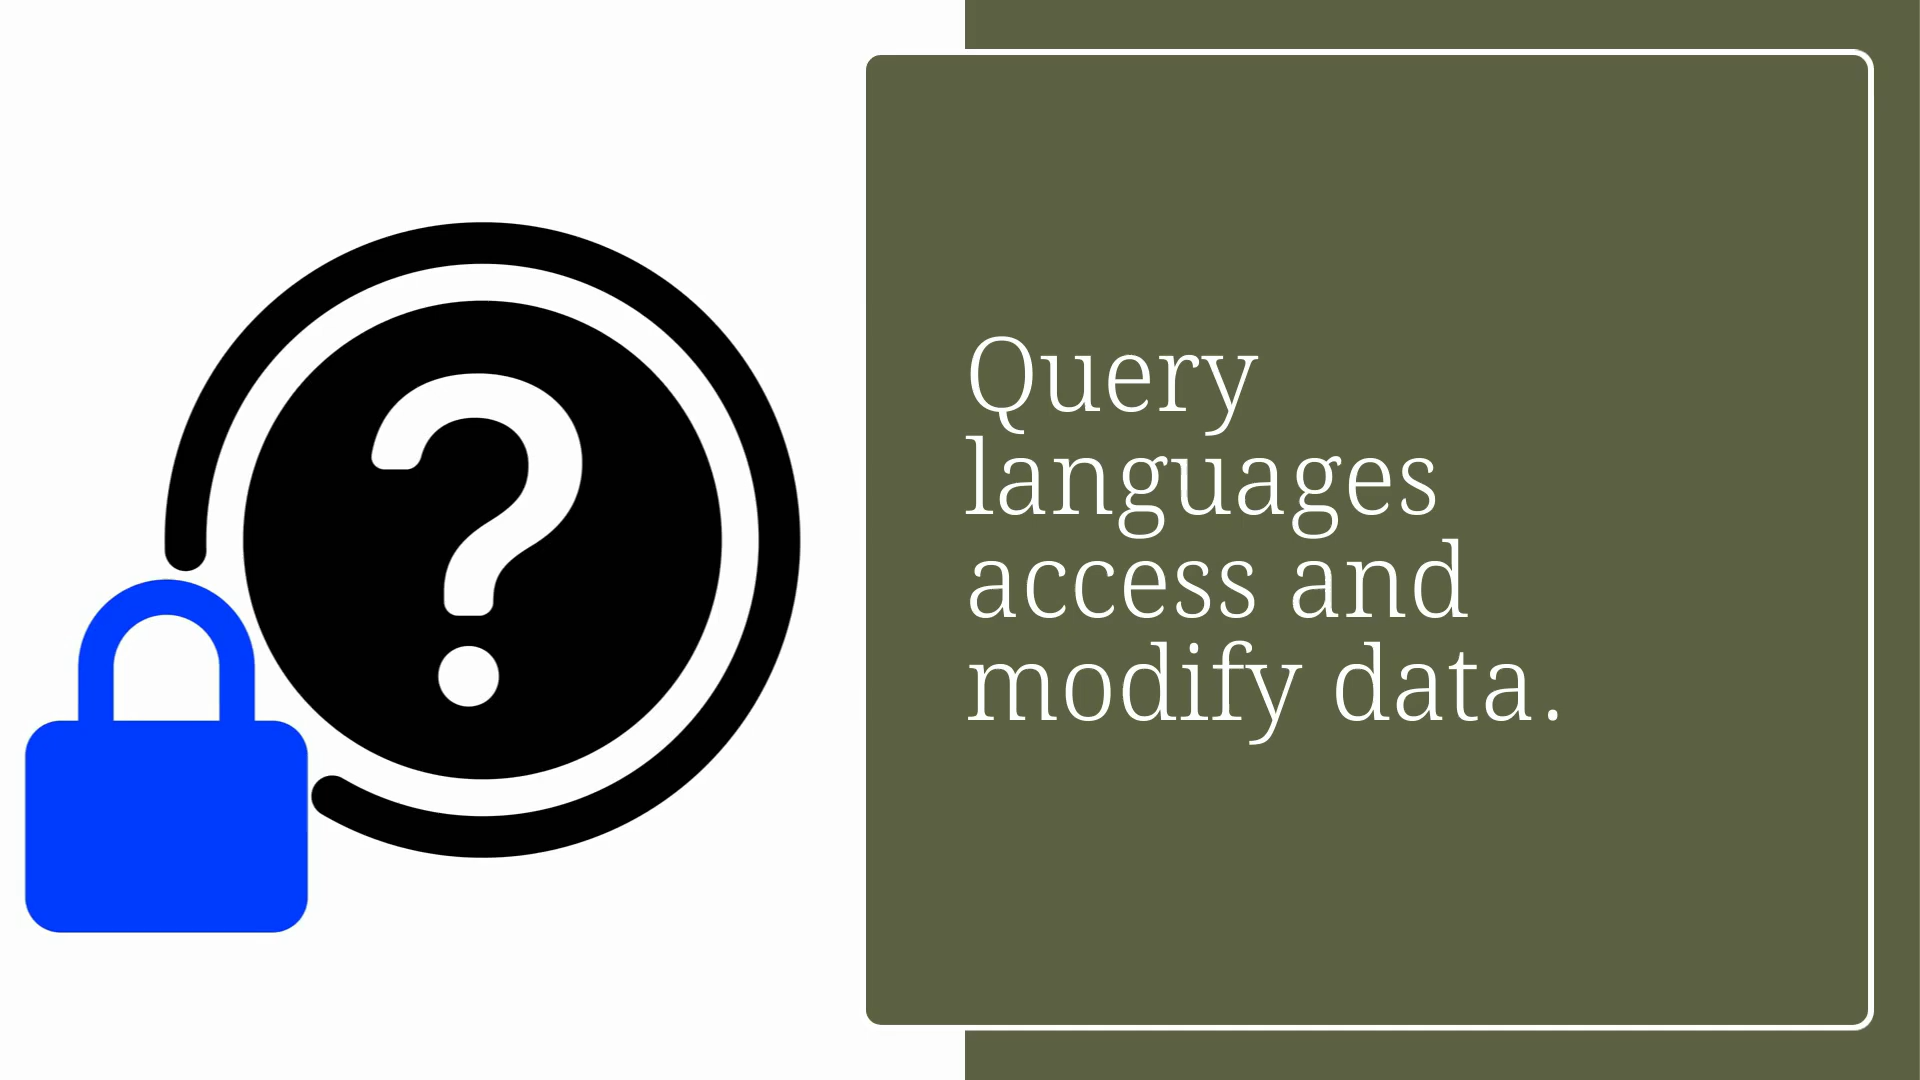 ?
Query
languages
access and
modify data.